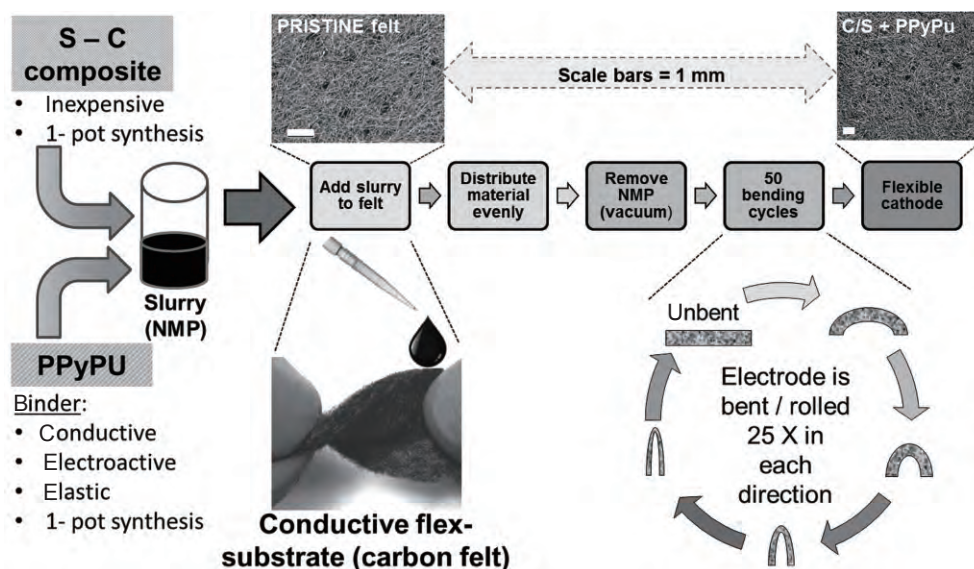 S – C
composite
• Inexpensive
• 1- pot synthesis
Slurry
(NMP)
PPyPU
Binder:
• Conductive
• Electroactive
• Elastic
• 1- pot synthesis
PRISTINE felt
Scale bars = 1 mm
C/S + PPyPu
Add slurry
to felt
Distribute
material
evenly
Remove
NMP
(vacuum)
50
bending
cycles
Flexible
cathode
Conductive flex-
substrate (carbon felt)
Unbent
Electrode is
bent / rolled
25 X in
each
direction